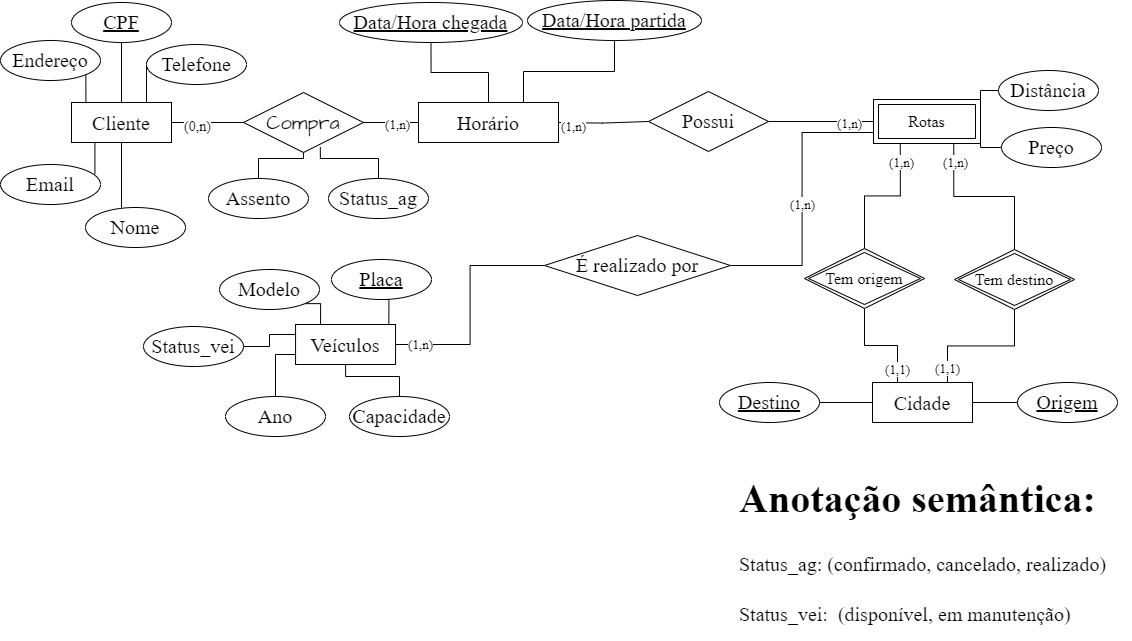 CPF
Data/Hora chegada
Data/Hora partida
Endereço
Telefone
Distância
Cliente
(0,n)
Compra
(1,n)
Horário
(1,n)
Possui
(1,n)
Rotas
Preço
Email
Assento
Status_ag
(1,n)
(1,n)
Nome
(1,n)
É realizado por
Modelo
Placa
Tem origem
Tem destino
Status_vei
Veículos
(1,n)
(1,1)
(1,1)
Ano
Capacidade
Destino
Cidade
Origem
Anotação semântica:
Status_ag: (confirmado, cancelado, realizado)
Status_vei: (disponível, em manutenção)